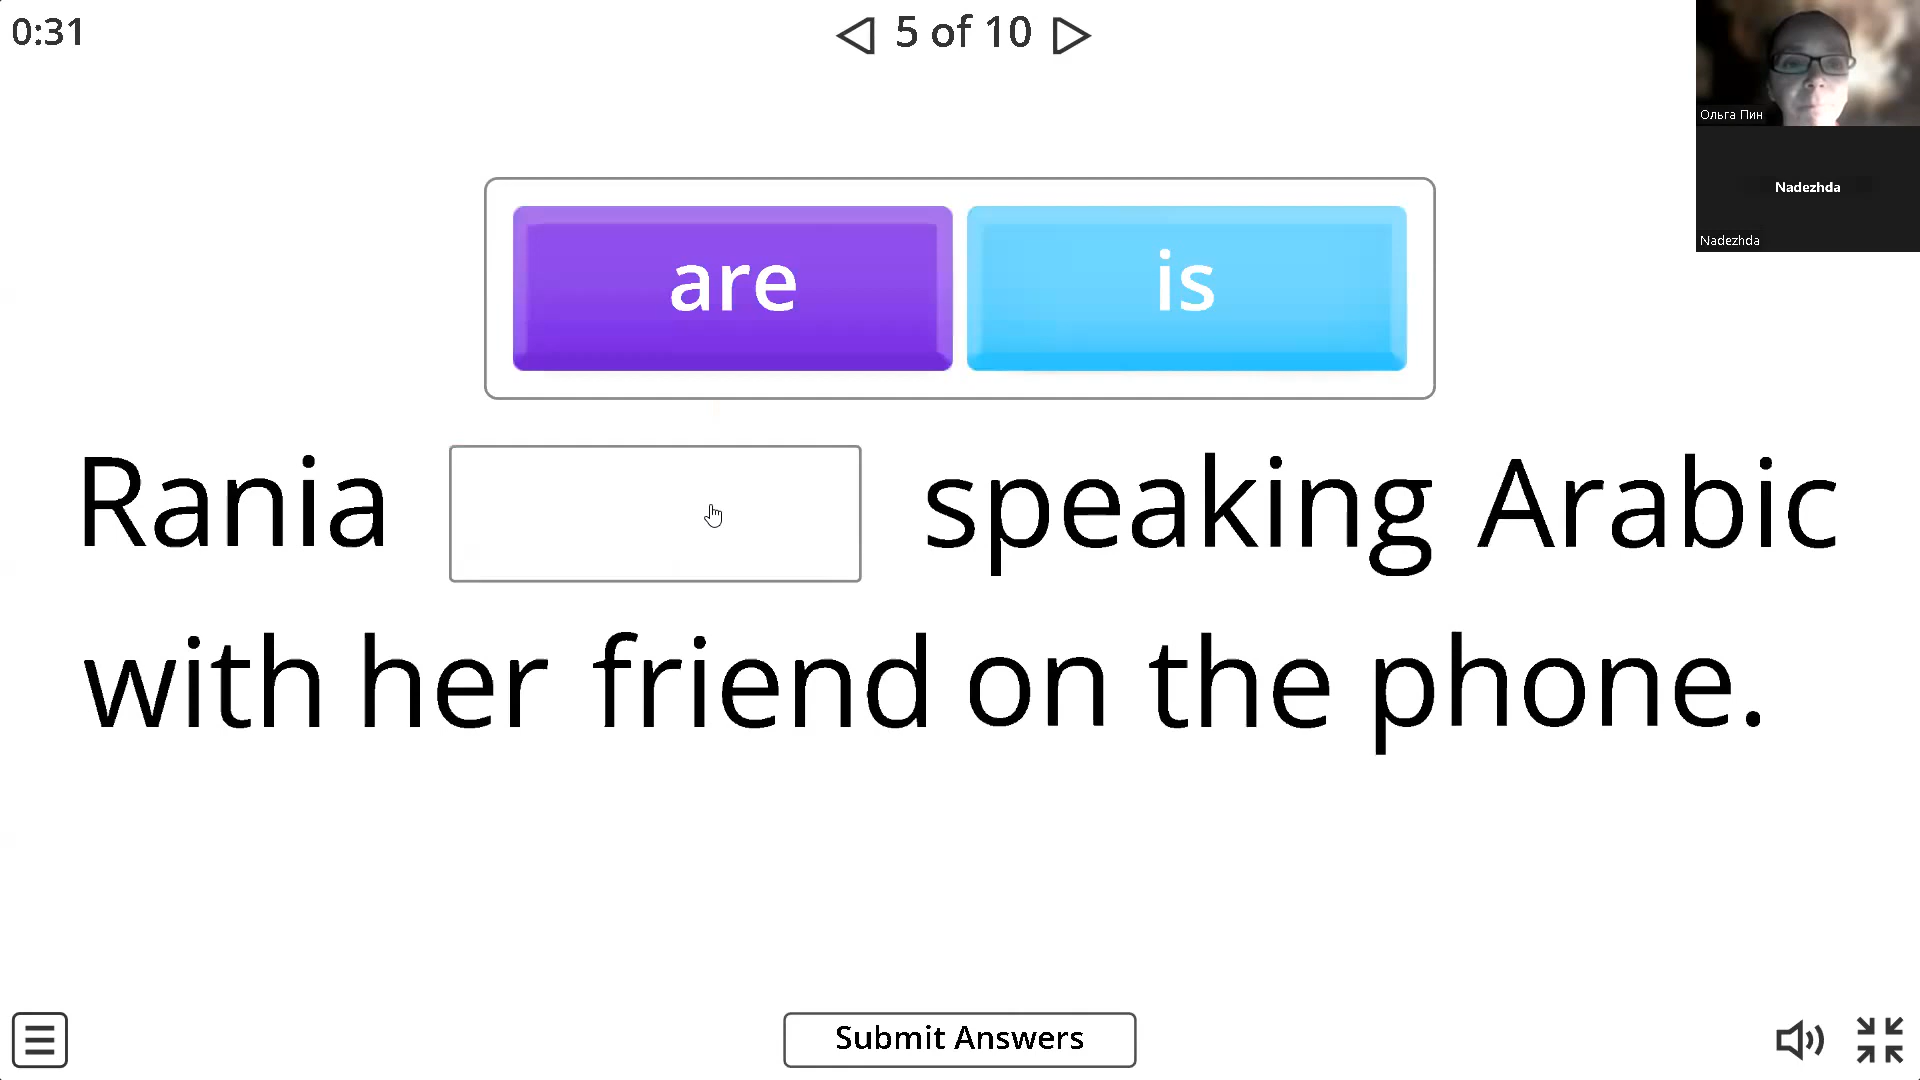 0:31
5 of 10
Ольга Пин
Nadezhda
Nadezhda
are
is
Rania speaking Arabic
with her friend on the phone.
Submit Answers